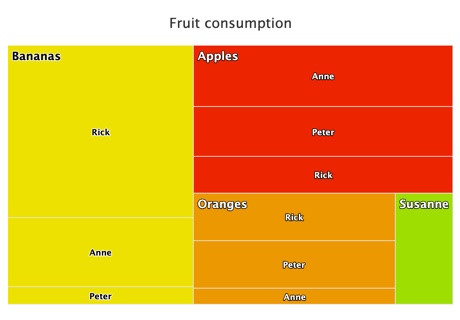 Fruit consumption
Bananas
Rick
Anne
Peter
Apples
Anne
Peter
Rick
Oranges
Rick
Peter
Anne
Susanne